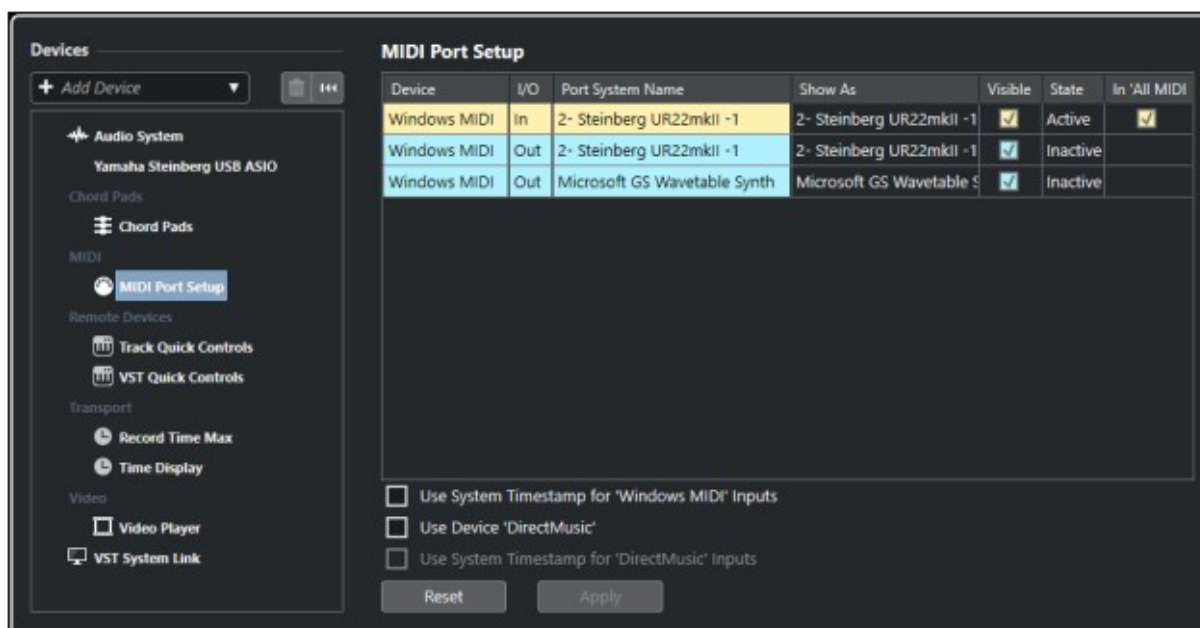 Devices
+ Add Device
Audio System
Yamaha Steinberg USB ASIO
Chord Pads
Chord Pads
MIDI
MIDI Port Setup
Remote Devices
Track Quick Controls
VST Quick Controls
Transport
Record Time Max
Time Display
Video
Video Player
VST System Link
MIDI Port Setup
Device I/O Port System Name Show As Visible State In 'All MIDI
Windows MIDI In 2- Steinberg UR22mkII -1 2- Steinberg UR22mkII -1 Active
Windows MIDI Out 2- Steinberg UR22mkII -1 2- Steinberg UR22mkII -1 Inactive
Windows MIDI Out Microsoft GS Wavetable Synth Microsoft GS Wavetable S Inactive
Use System Timestamp for 'Windows MIDI' Inputs
Use Device 'DirectMusic'
Use System Timestamp for 'DirectMusic' Inputs
Reset Apply